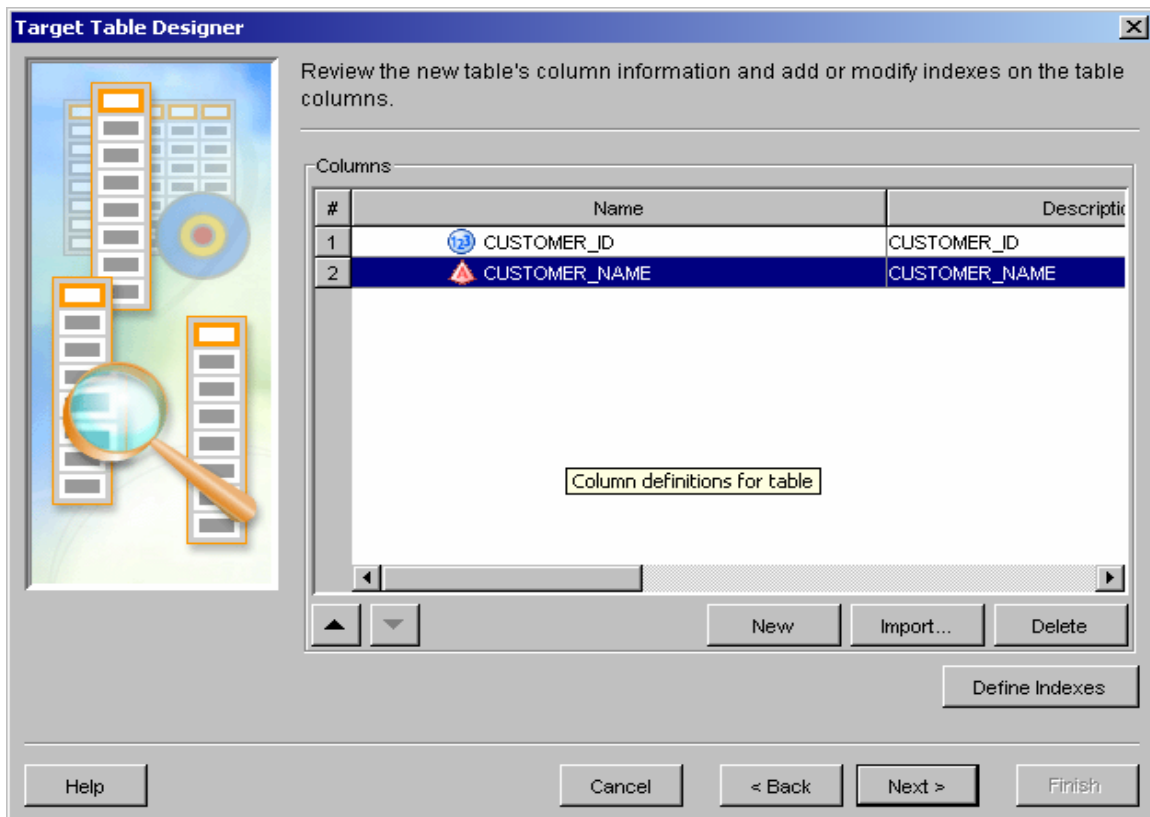 Target Table Designer
Review the new table's column information and add or modify indexes on the table
columns.
Columns
# Name Descriptic
1 123 CUSTOMER_ID CUSTOMER_ID
2 A CUSTOMER_NAME CUSTOMER_NAME
Column definitions for table
New Import... Delete
Define Indexes
Help Cancel < Back Next > Finish